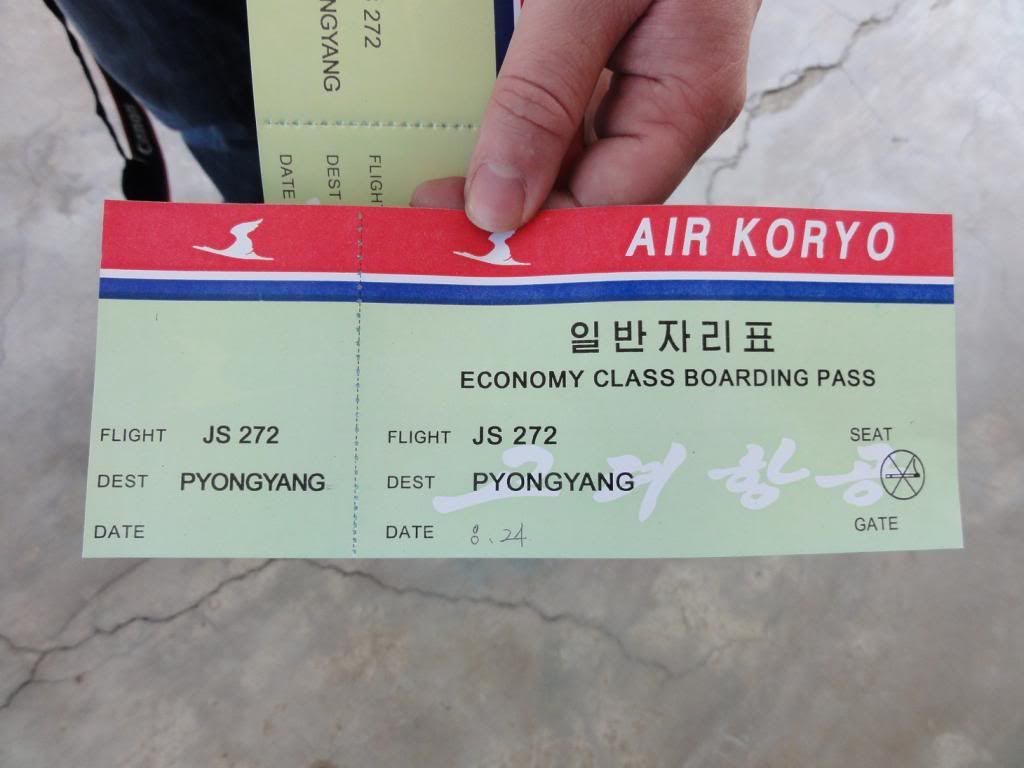 JS 272
NGYANG
FLIGH
DEST
DATE
AIR KORYO
일반자리표
ECONOMY CLASS BOARDING PASS
FLIGHT JS 272
DEST PYONGYANG
DATE
FLIGHT JS 272
DEST PYONGYANG
DATE 8.24
SEAT
GATE
고려항공